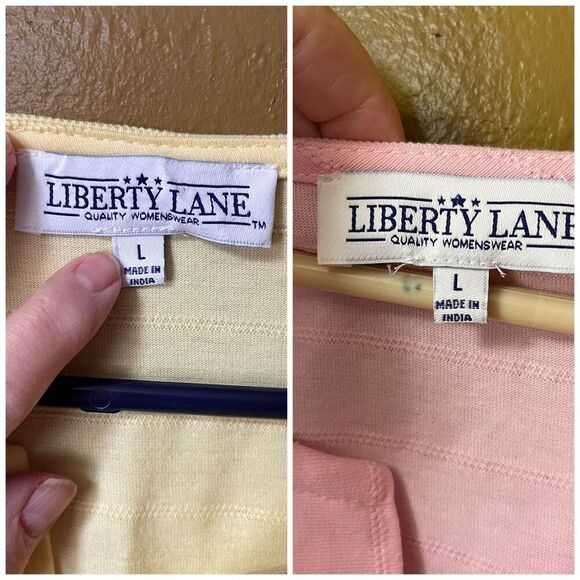 LIBERTY LANE
QUALITY WOMENSWEAR
TM
L
MADE IN
INDIA
LIBERTY LANE
QUALITY WOMENSWEAR
L
MADE IN
INDIA